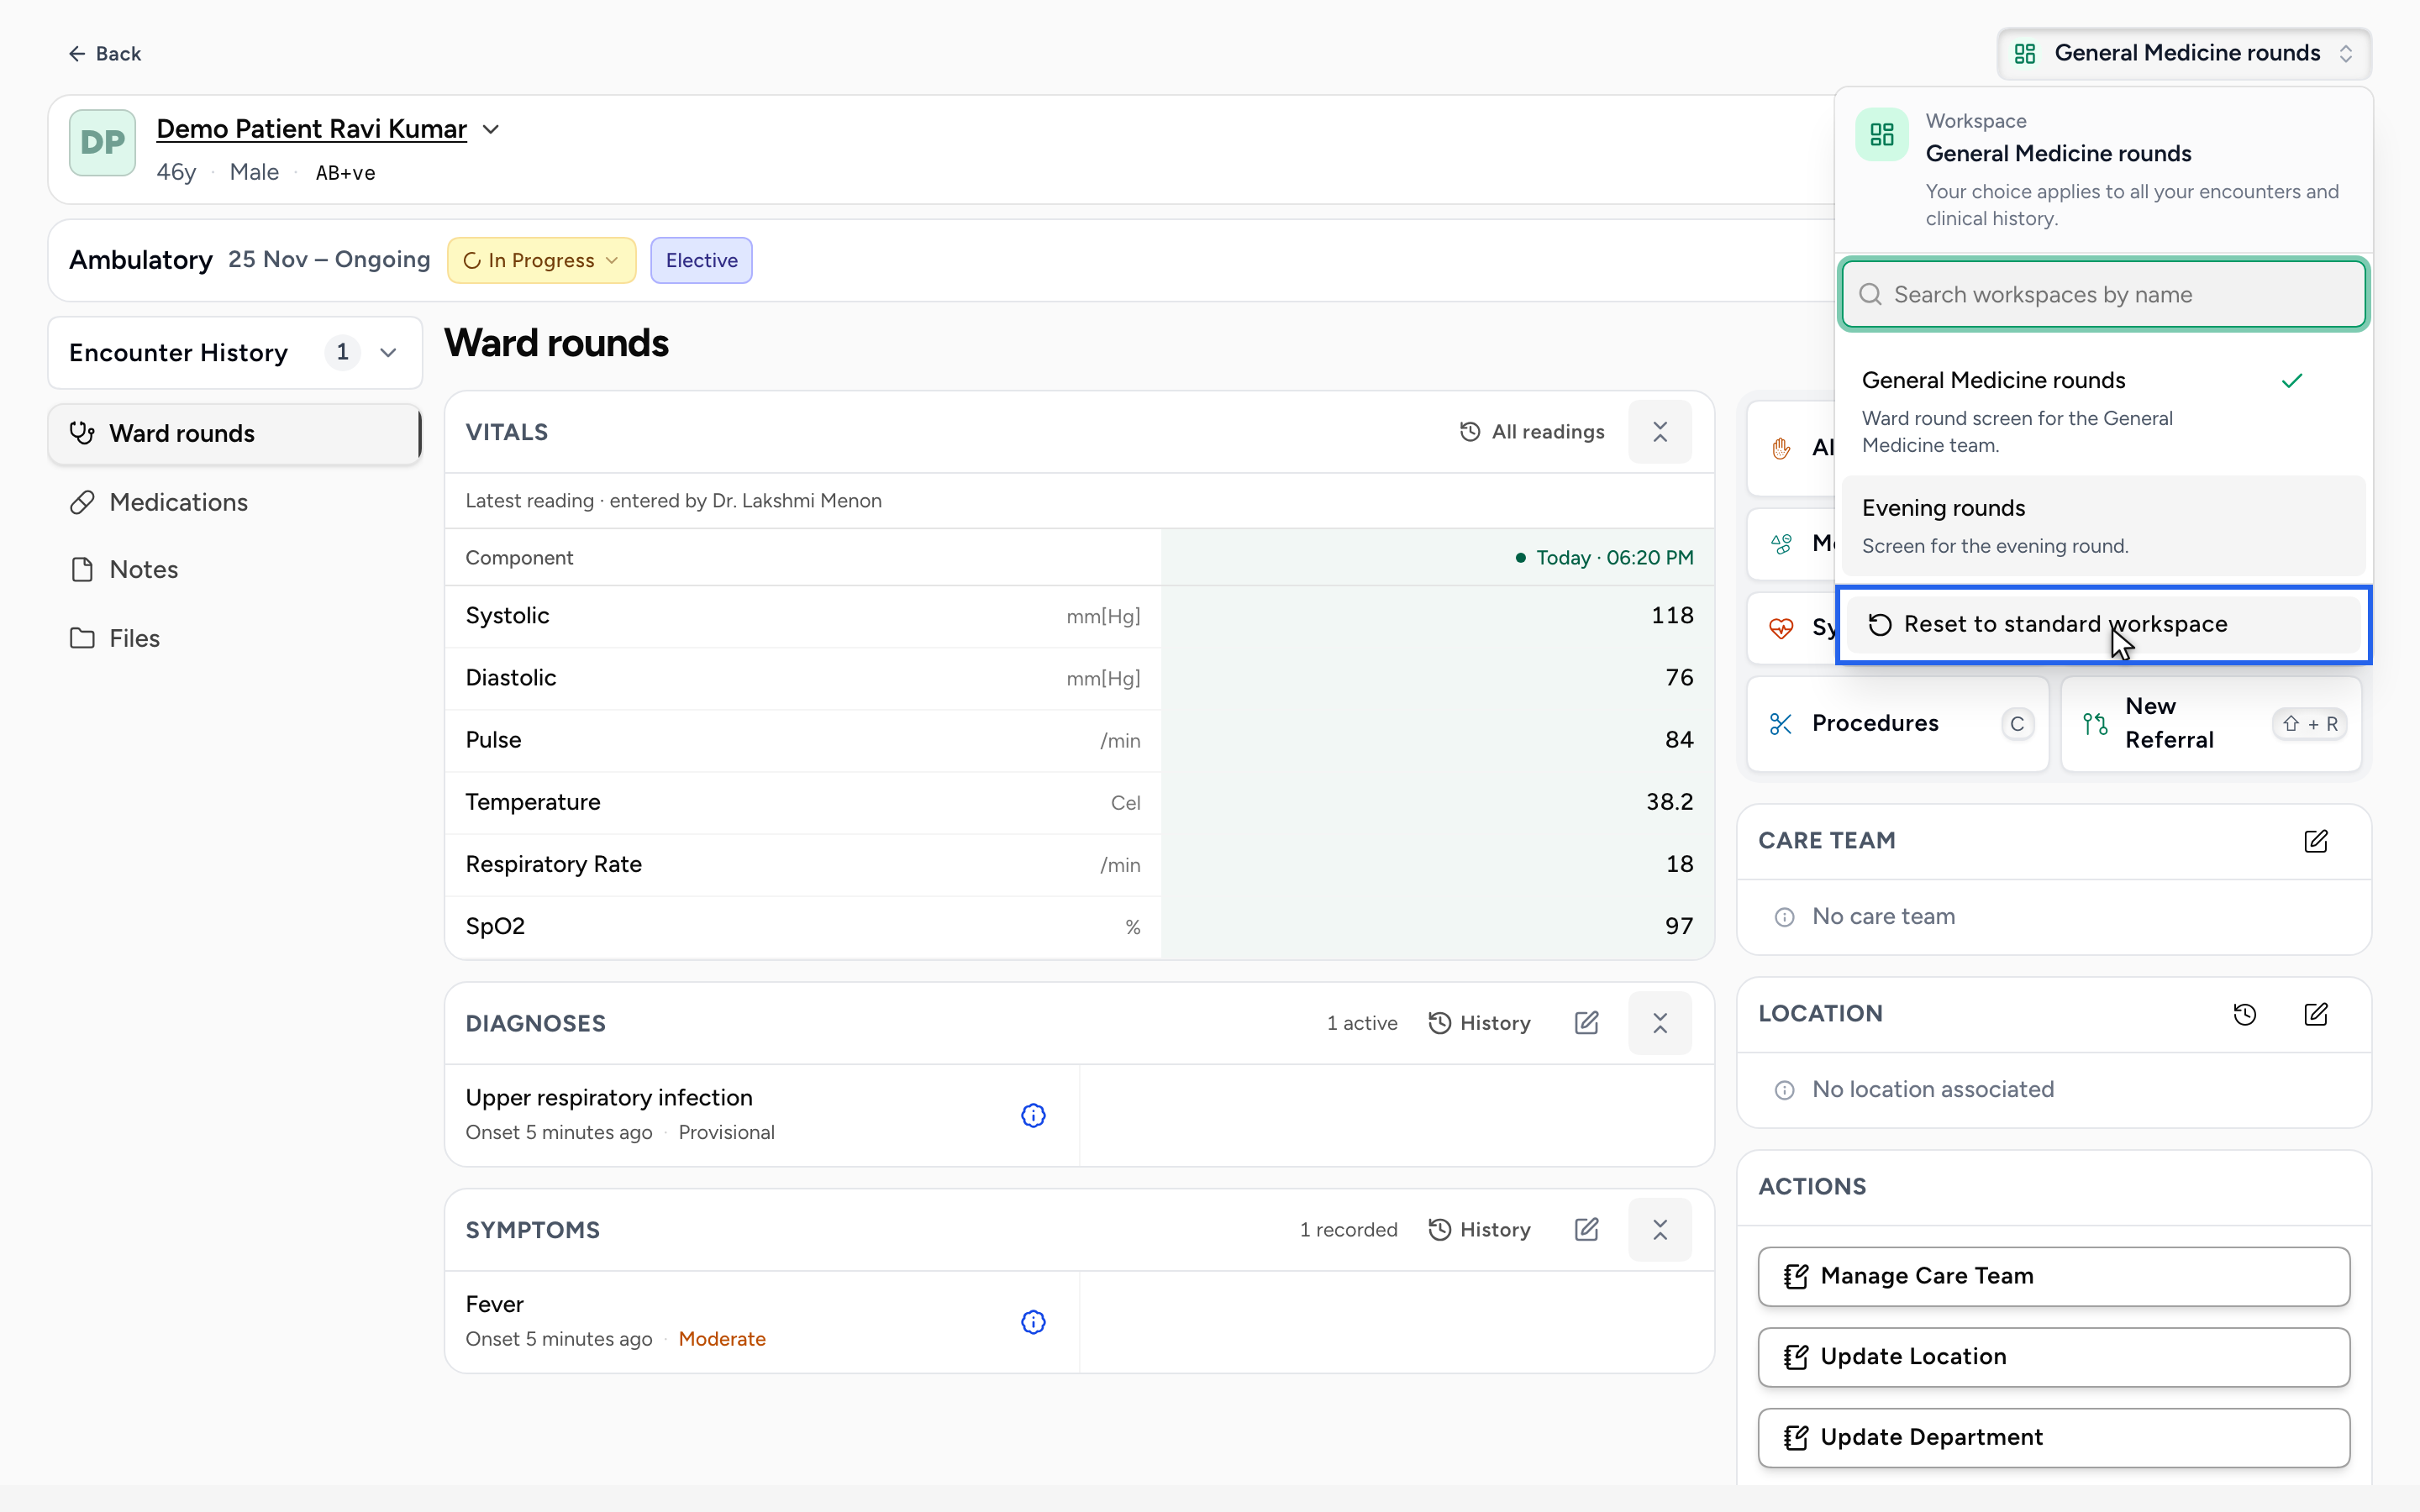 Back
General Medicine rounds
DP
Demo Patient Ravi Kumar
46y · Male · AB+ve
Workspace
General Medicine rounds
Your choice applies to all your encounters and
clinical history.
Ambulatory 25 Nov – Ongoing In Progress Elective
Search workspaces by name
General Medicine rounds
Ward round screen for the General
Medicine team.
Evening rounds
Screen for the evening round.
Reset to standard workspace
Encounter History 1
Ward rounds
Medications
Notes
Files
Ward rounds
VITALS All readings
Latest reading · entered by Dr. Lakshmi Menon
Component Today · 06:20 PM
Systolic mm[Hg] 118
Diastolic mm[Hg] 76
Pulse /min 84
Temperature Cel 38.2
Respiratory Rate /min 18
SpO2 % 97
DIAGNOSES 1 active History
Upper respiratory infection
Onset 5 minutes ago · Provisional
SYMPTOMS 1 recorded History
Fever
Onset 5 minutes ago · Moderate
Procedures C
New
Referral ⇧ + R
CARE TEAM
No care team
LOCATION
No location associated
ACTIONS
Manage Care Team
Update Location
Update Department